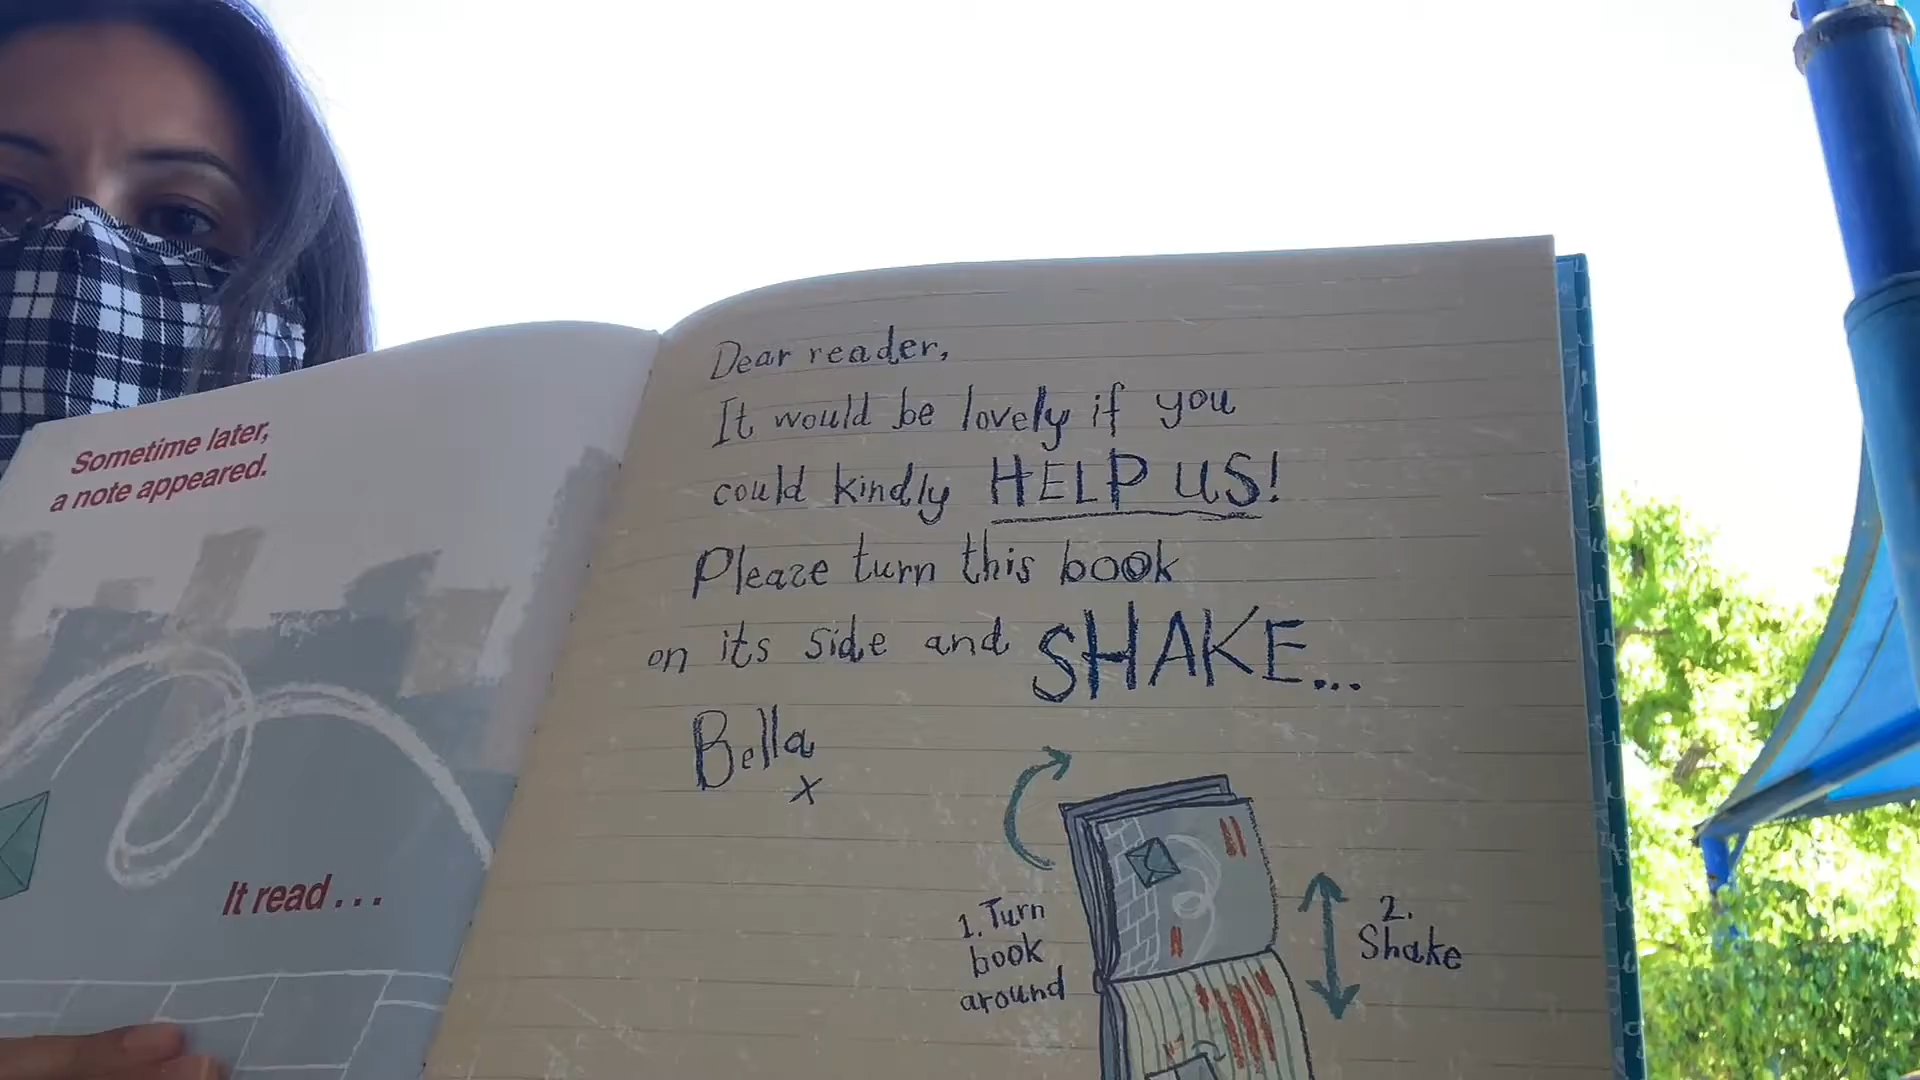 Sometime later,
a note appeared.
It read . . .
Dear reader,
It would be lovely if you
could kindly HELP US!
Pleaze turn this book
on its side and SHAKE...
Bella
x
1. Turn
book
around
2.
Shake